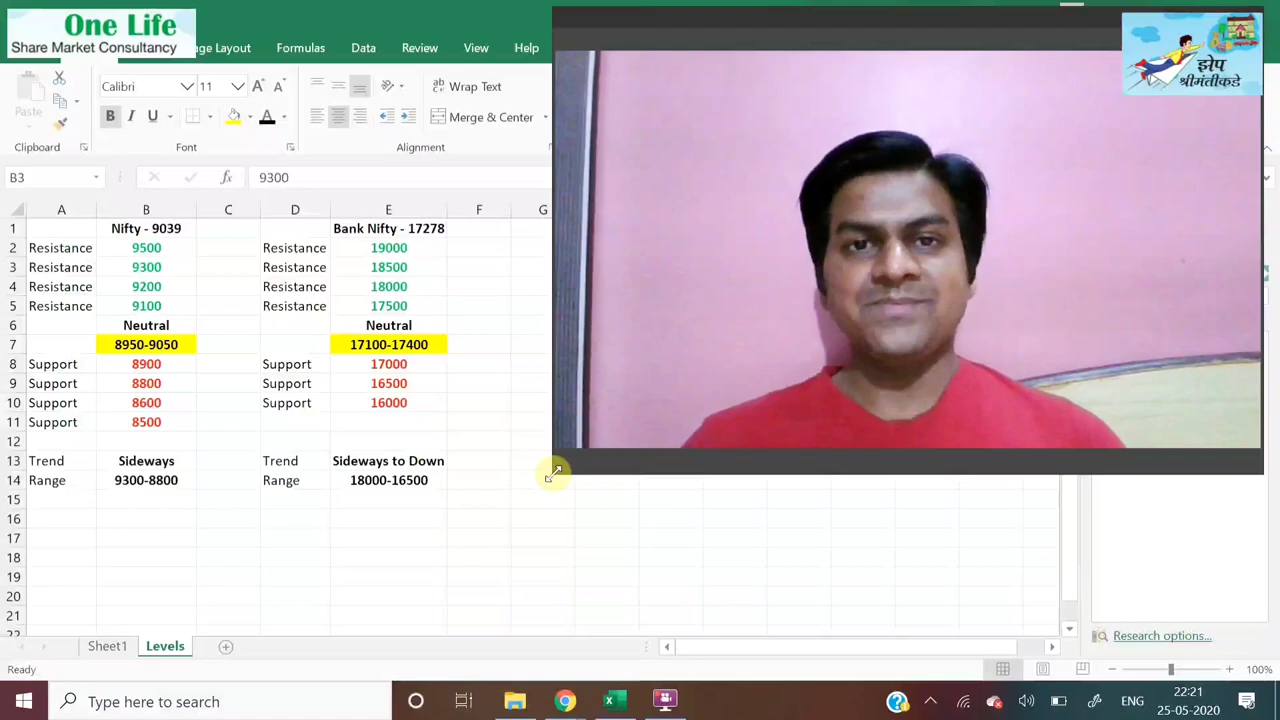 One Life
Share Market Consultancy
ge Layout
Formulas
Data
Review
View
Help
झेप
श्रीमंतीकडे
Paste
Calibri
11
B I U
Wrap Text
Merge & Center
Clipboard
Font
Alignment
B3
fx
9300
A B C D E F G
1 Nifty - 9039 Bank Nifty - 17278
2 Resistance 9500 Resistance 19000
3 Resistance 9300 Resistance 18500
4 Resistance 9200 Resistance 18000
5 Resistance 9100 Resistance 17500
6 Neutral Neutral
7 8950-9050 17100-17400
8 Support 8900 Support 17000
9 Support 8800 Support 16500
10 Support 8600 Support 16000
11 Support 8500
12
13 Trend Sideways Trend Sideways to Down
14 Range 9300-8800 Range 18000-16500
15
16
17
18
19
20
21
22
Research options...
Sheet1
Levels
Ready
100%
Type here to search
ENG
22:21
25-05-2020